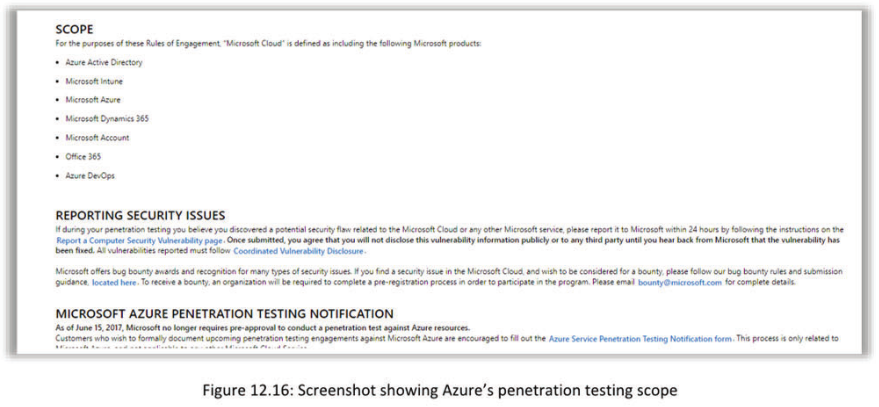 SCOPE
For the purposes of these Rules of Engagement, "Microsoft Cloud" is defined as including the following Microsoft products:
• Azure Active Directory
• Microsoft Intune
• Microsoft Azure
• Microsoft Dynamics 365
• Microsoft Account
• Office 365
• Azure DevOps
REPORTING SECURITY ISSUES
If during your penetration testing you believe you discovered a potential security flaw related to the Microsoft Cloud or any other Microsoft service, please report it to Microsoft within 24 hours by following the instructions on the
Report a Computer Security Vulnerability page. Once submitted, you agree that you will not disclose this vulnerability information publicly or to any third party until you hear back from Microsoft that the vulnerability has
been fixed. All vulnerabilities reported must follow Coordinated Vulnerability Disclosure.
Microsoft offers bug bounty awards and recognition for many types of security issues. If you find a security issue in the Microsoft Cloud, and wish to be considered for a bounty, please follow our bug bounty rules and submission
guidance, located here. To receive a bounty, an organization will be required to complete a pre-registration process in order to participate in the program. Please email bounty@microsoft.com for complete details.
MICROSOFT AZURE PENETRATION TESTING NOTIFICATION
As of June 15, 2017, Microsoft no longer requires pre-approval to conduct a penetration test against Azure resources.
Customers who wish to formally document upcoming penetration testing engagements against Microsoft Azure are encouraged to fill out the Azure Service Penetration Testing Notification form. This process is only related to
Figure 12.16: Screenshot showing Azure's penetration testing scope